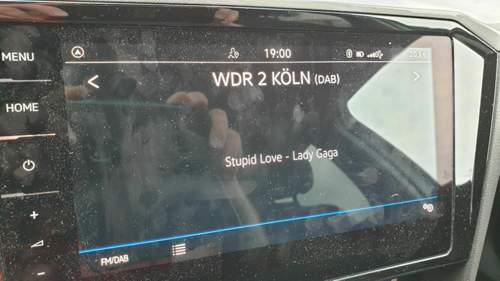 MENU
19:00
WDR 2 KÖLN (DAB)
HOME
Stupid Love - Lady Gaga
FM/DAB